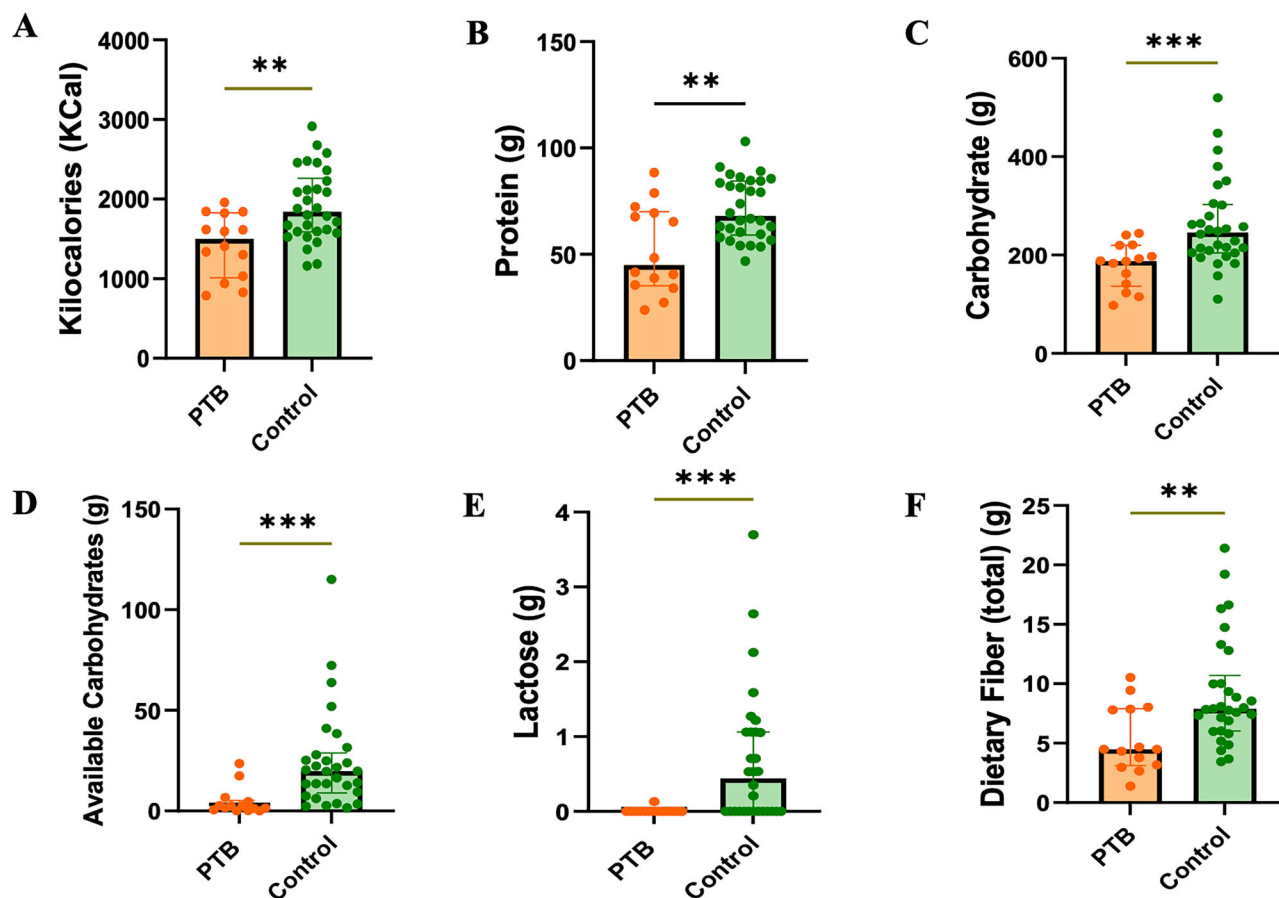 A
Kilocalories (KCal)
4000
3000
2000
1000
0
**
PTB
Control
B
Protein (g)
150
100
50
0
**
PTB
Control
C
Carbohydrate (g)
600
400
200
0
***
PTB
Control
D
Available Carbohydrates (g)
150
100
50
0
***
PTB
Control
E
Lactose (g)
4
3
2
1
0
***
PTB
Control
F
Dietary Fiber (total) (g)
25
20
15
10
5
0
**
PTB
Control